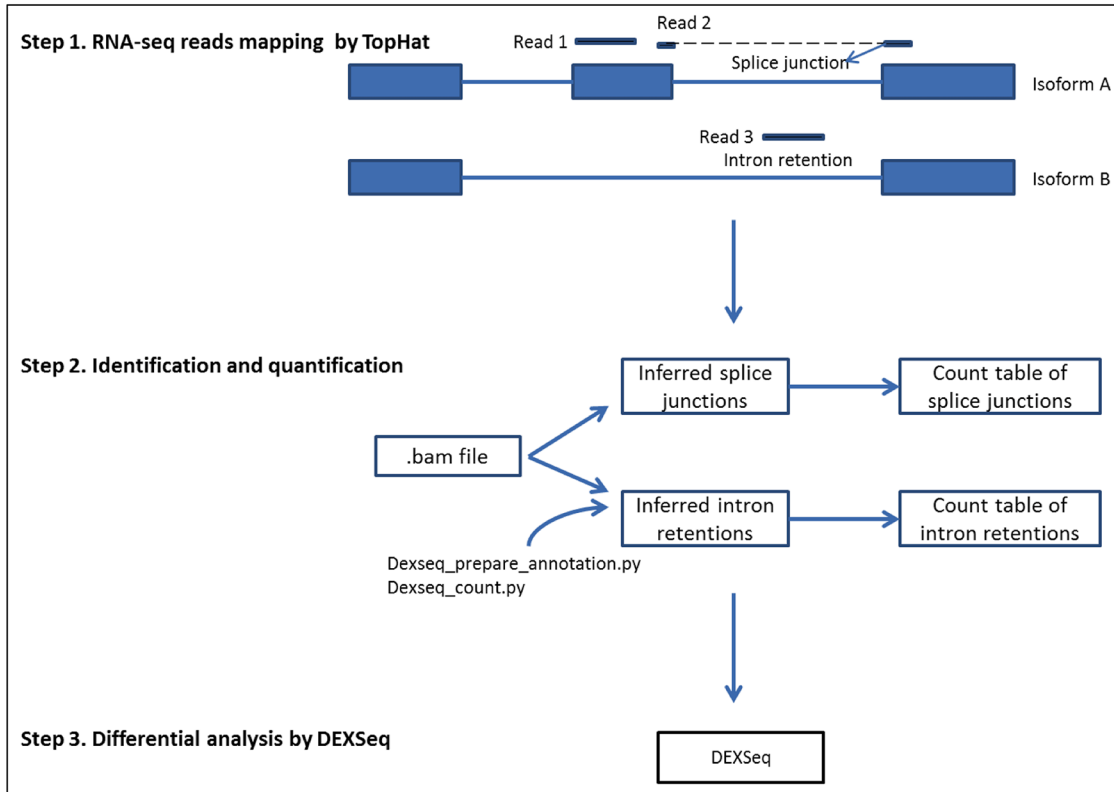 Step 1. RNA-seq reads mapping by TopHat
Read 1
Read 2
Splice junction
Isoform A
Read 3
Intron retention
Isoform B
Step 2. Identification and quantification
Inferred splice
junctions
Count table of
splice junctions
.bam file
Inferred intron
retentions
Count table of
intron retentions
Dexseq_prepare_annotation.py
Dexseq_count.py
Step 3. Differential analysis by DEXSeq
DEXSeq